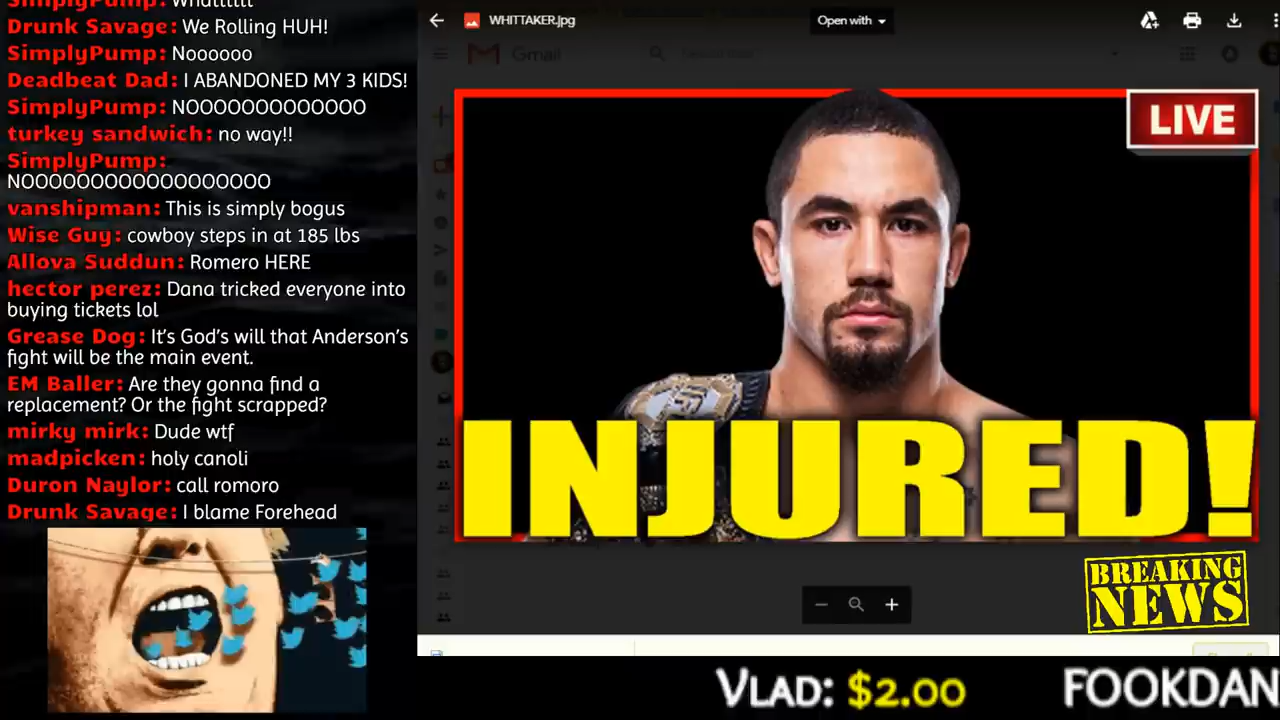 SimplyPump: Whatttttt
Drunk Savage: We Rolling HUH!
SimplyPump: Noooooo
Deadbeat Dad: I ABANDONED MY 3 KIDS!
SimplyPump: NOOOOOOOOOOOOO
turkey sandwich: no way!!
SimplyPump:
NOOOOOOOOOOOOOOOOOO
vanshipman: This is simply bogus
Wise Guy: cowboy steps in at 185 lbs
Allova Suddun: Romero HERE
hector perez: Dana tricked everyone into
buying tickets lol
Grease Dog: It's God's will that Anderson's
fight will be the main event.
EM Baller: Are they gonna find a
replacement? Or the fight scrapped?
mirky mirk: Dude wtf
madpicken: holy canoli
Duron Naylor: call romoro
Drunk Savage: I blame Forehead
WHITTAKER.jpg
Open with
Gmail
LIVE
INJURED!
BREAKING
NEWS
VLAD: $2.00
FOOKDAN